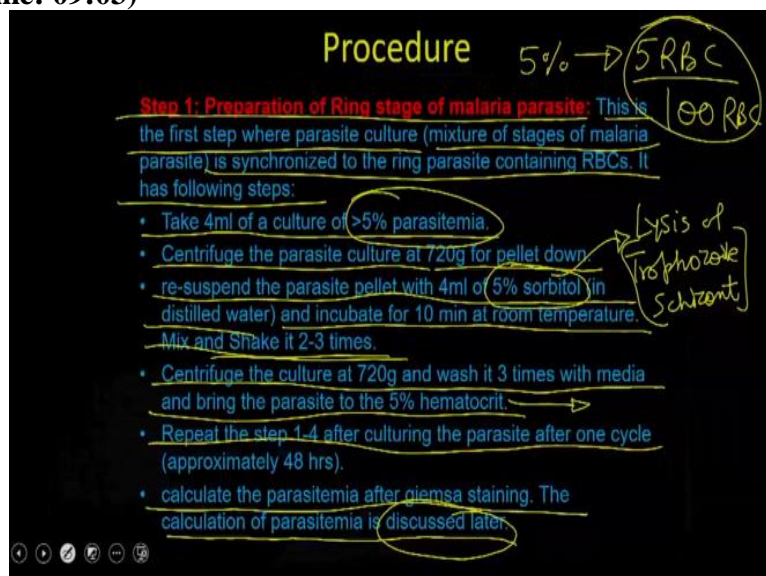 Procedure
5% → 5 RBC
100 RBC
Step 1: Preparation of Ring stage of malaria parasite: This is
the first step where parasite culture (mixture of stages of malaria
parasite) is synchronized to the ring parasite containing RBCs. It
has following steps:
• Take 4ml of a culture of >5% parasitemia.
• Centrifuge the parasite culture at 720g for pellet down.
• re-suspend the parasite pellet with 4ml of 5% sorbitol (in
distilled water) and incubate for 10 min at room temperature.
Mix and Shake it 2-3 times.
Lysis of
Trophozoite
Schizont
• Centrifuge the culture at 720g and wash it 3 times with media
and bring the parasite to the 5% hematocrit.
• Repeat the step 1-4 after culturing the parasite after one cycle
(approximately 48 hrs).
• calculate the parasitemia after giemsa staining. The
calculation of parasitemia is discussed later.